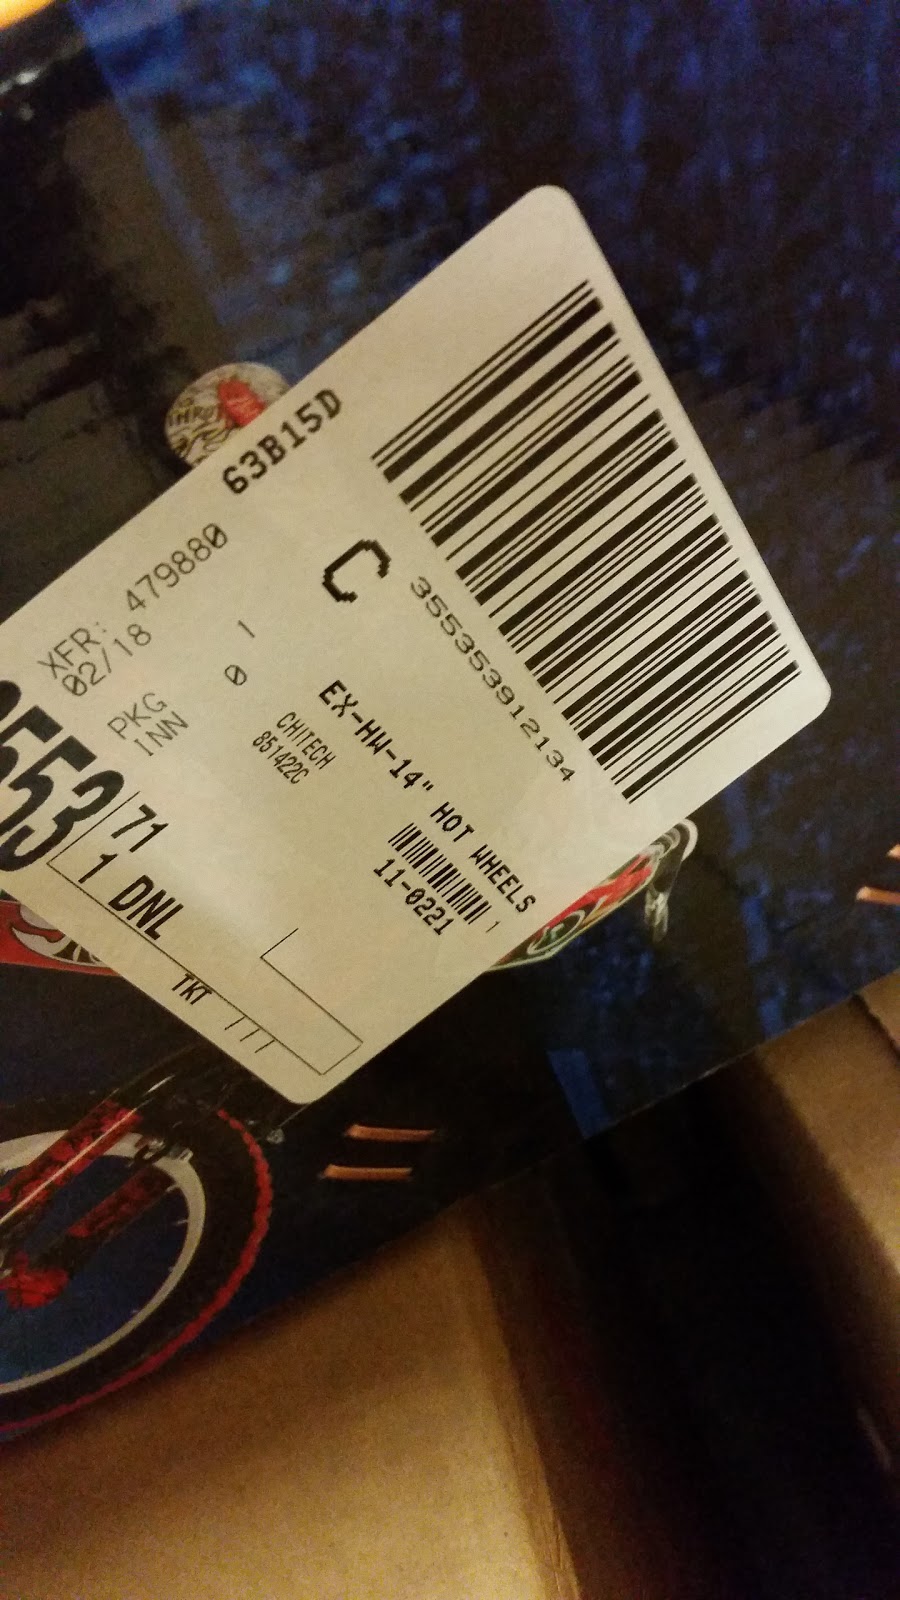 63B15D
XFR: 479880
02/18
PKG 1
INN 0
C
355353912134
EX-HW-14" HOT WHEELS
CHITECH
851422C
11-0221
553
71
1 DNL
TKT